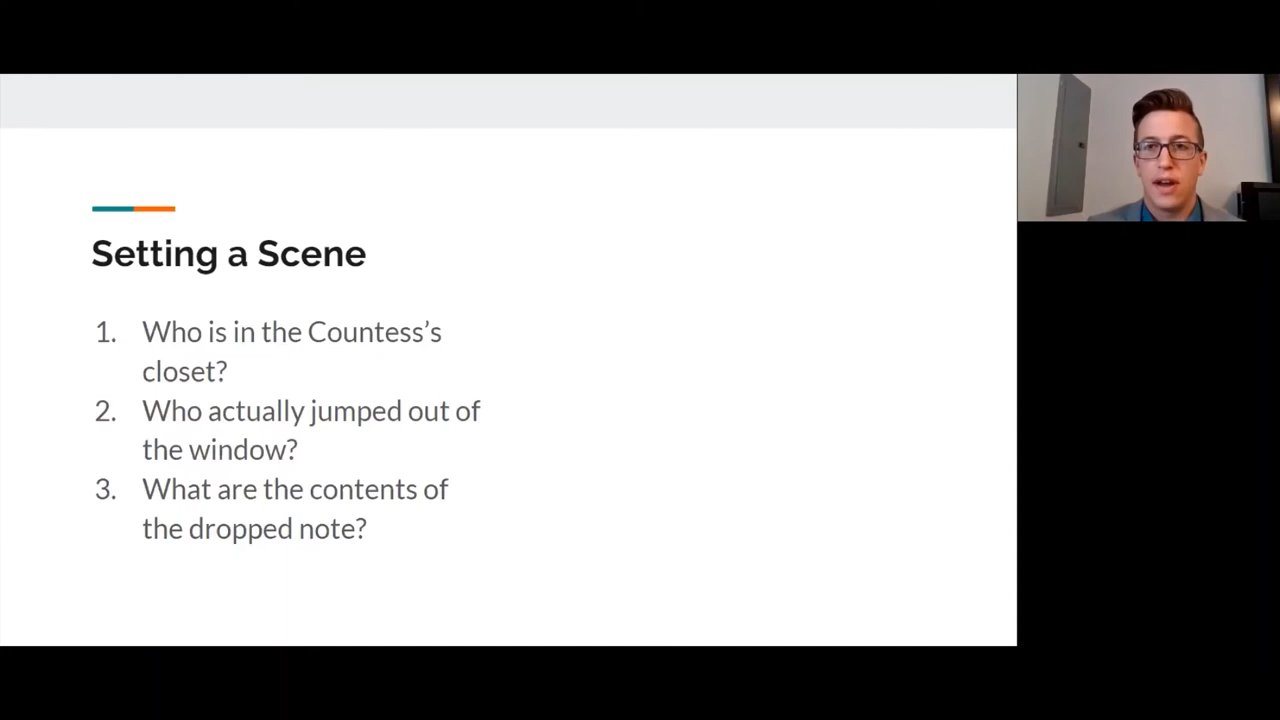 Setting a Scene
1. Who is in the Countess’s
closet?
2. Who actually jumped out of
the window?
3. What are the contents of
the dropped note?